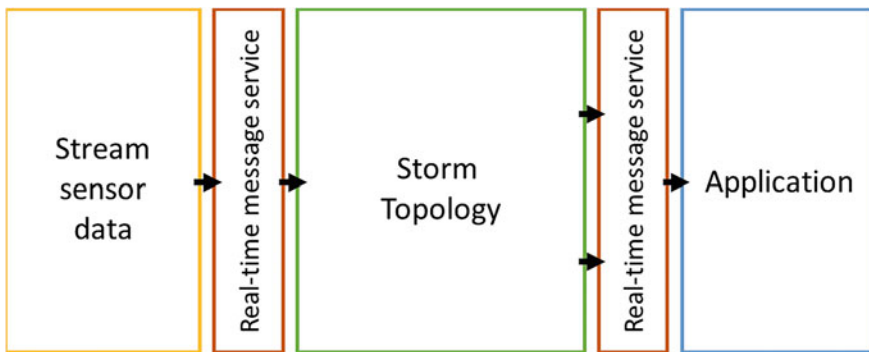 Stream
sensor
data
Real-time message service
Storm
Topology
Real-time message service
Application